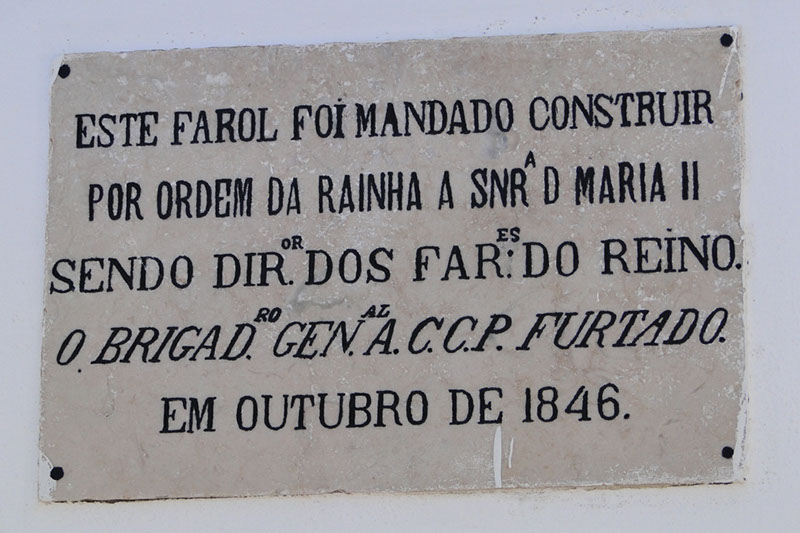 ESTE FAROL FOI MANDADO CONSTRUIR
POR ORDEM DA RAINHA A SNRᴬ D MARIA II
SENDO DIR.ᴼᴿ DOS FAR:ᴱˢ DO REINO.
O BRIGAD.ᴿᴼ GEN.ᴬᴸ A. C. C. P. FURTADO.
EM OUTUBRO DE 1846.